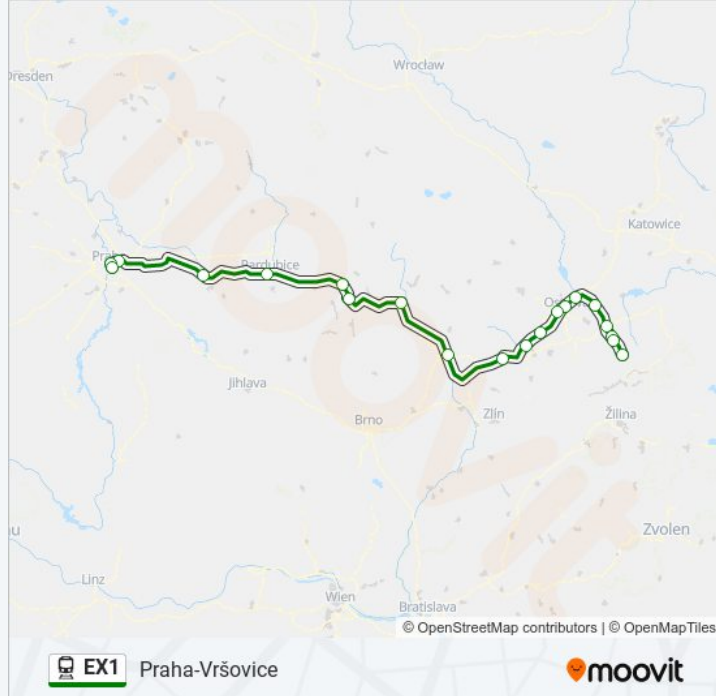 Dresden
Wrocław
Katowice
Pardubice
Jihlava
Brno
Zlín
Žilina
Zvolen
Linz
Wien
Bratislava
© OpenStreetMap contributors | © OpenMapTiles
EX1 Praha-Vršovice
moovit